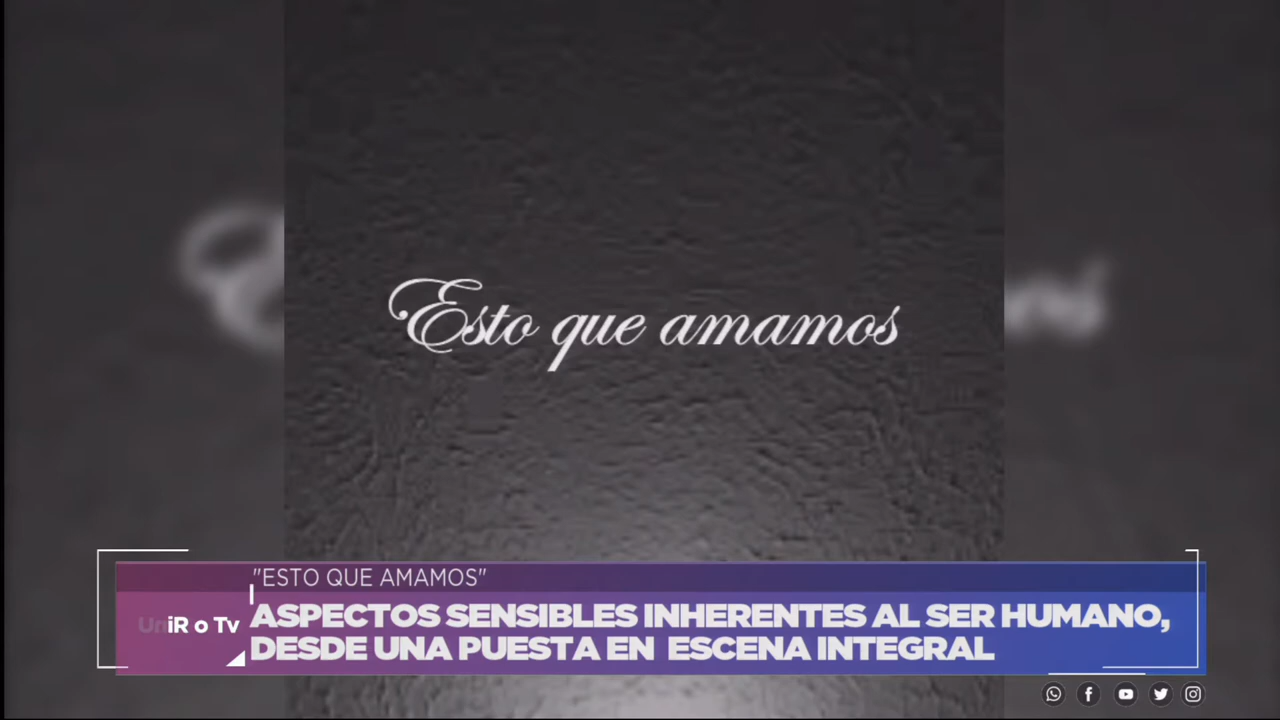 Esto que amamos
"ESTO QUE AMAMOS"
ASPECTOS SENSIBLES INHERENTES AL SER HUMANO,
DESDE UNA PUESTA EN ESCENA INTEGRAL
Tv